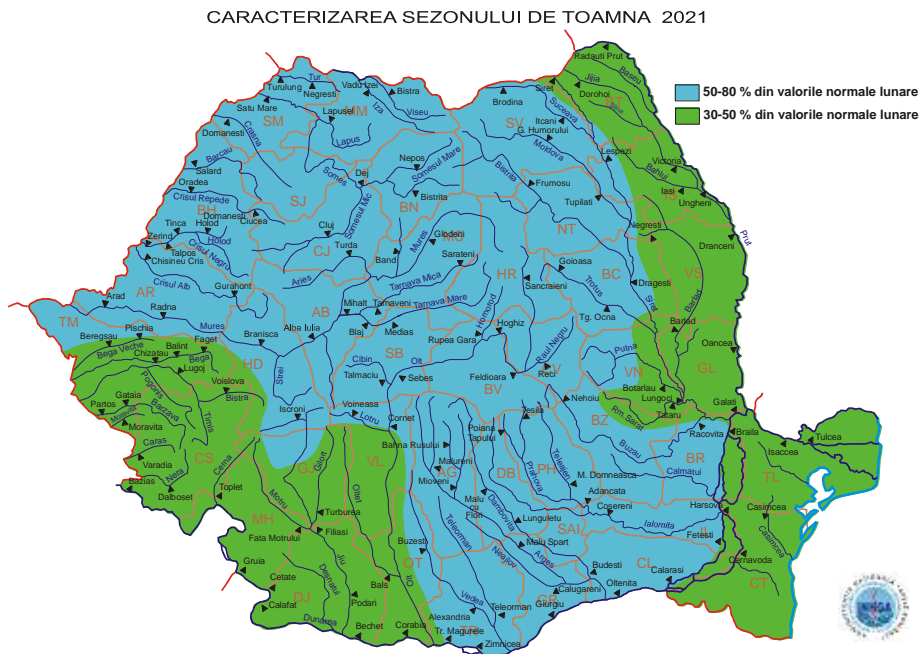 CARACTERIZAREA SEZONULUI DE TOAMNA 2021
50-80 % din valorile normale lunare
30-50 % din valorile normale lunare
Radauti Prut
Baseu
Jijia
Dorohoi
Siret
Suceava
Brodina
SV
Itcani
G. Humorului
Moldova
Lespezi
Victoria
Bahlui
Iasi
Ungheni
Prut
Tur
Turulung
Negresti
Vadu Izei
Bistra
Iza
Viseu
Satu Mare
SM
Lapusel
MM
Lapus
Domanesti
Crasna
Barcau
Salard
Oradea
Crisul Repede
BH
Somes
Dej
Nepos
Somesul Mare
Bistrita
BN
Bistrita
Frumosu
Tupilati
NT
SJ
Domanesti
Ciucea
Tinca
Holod
Holod
Zerind
Talpos
Crisul Negru
Chisineu Cris
Cluj
CJ
Somesul Mic
Turda
Band
Mures
Glodeni
MS
Sarateni
Negresti
Dranceni
VS
Barlad
Goioasa
BC
Trotus
Dragesti
Siret
HR
Sancraieni
Aries
Tarnava Mica
Tarnava Mare
Crisul Alb
Gurahont
AR
Arad
Radna
TM
Mures
AB
Mihalt
Tarnaveni
Alba Iulia
Blaj
Medias
Homorod
Hoghiz
Rupea Gara
Raul Negru
Tg. Ocna
Putna
VN
Barlad
Oancea
GL
Beregsau
Pischia
Branisca
Faget
Bega Veche
Balint
Chizatau
Bega
Lugoj
HD
Voislova
Bistra
Strei
SB
Cibin
Olt
Talmaciu
Sebes
Feldioara
Reci
BV
Nehoiu
Botarlau
Lungoci
Tataru
Galati
Gataia
Pogonis
Partos
Barzava
Moravita
Moravita
Timis
Iscroni
Voineasa
Lotru
Cornet
Poiana
Tapului
Tesila
BZ
Rm. Sarat
Buzau
Racovita
Braila
Isaccea
Tulcea
Caras
CS
Varadia
Nera
Cerna
Bazias
Dalboset
Toplet
GJ
Gilort
Motru
VL
Oltet
Bahna Rusului
AG
Malureni
Mioveni
DB
Prahova
PH
Teleajen
M. Domneasca
BR
Calmatui
TL
MH
Turburea
Filiasi
Fata Motrului
Malu
cu
Flori
Dambovita
Lunguletu
Adancata
Cosereni
SAI
Ialomita
IL
Harsova
Casimcea
Casimcea
Fetesti
Gruia
Cetate
DJ
Calafat
Jiu
Desnatui
Podari
Bals
OT
Olt
Buzesti
Teleorman
Neajlov
Malu Spart
Arges
Budesti
CL
Calarasi
Cernavoda
CT
Dunarea
Bechet
Corabia
Alexandria
Vedea
Teleorman
Tr. Magurele
TR
Zimnicea
GR
Giurgiu
Calugareni
Oltenita